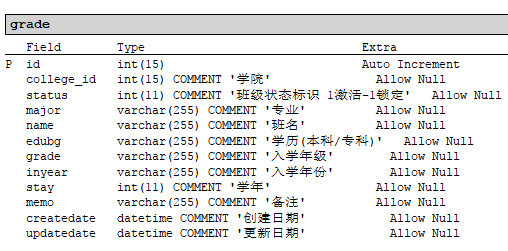 grade
Field Type Extra
P id int(15) Auto Increment
college_id int(15) COMMENT '学院' Allow Null
status int(11) COMMENT '班级状态标识 1激活-1锁定' Allow Null
major varchar(255) COMMENT '专业' Allow Null
name varchar(255) COMMENT '班名' Allow Null
edubg varchar(255) COMMENT '学历(本科/专科)' Allow Null
grade varchar(255) COMMENT '入学年级' Allow Null
inyear varchar(255) COMMENT '入学年份' Allow Null
stay int(11) COMMENT '学年' Allow Null
memo varchar(255) COMMENT '备注' Allow Null
createdate datetime COMMENT '创建日期' Allow Null
updatedate datetime COMMENT '更新日期' Allow Null